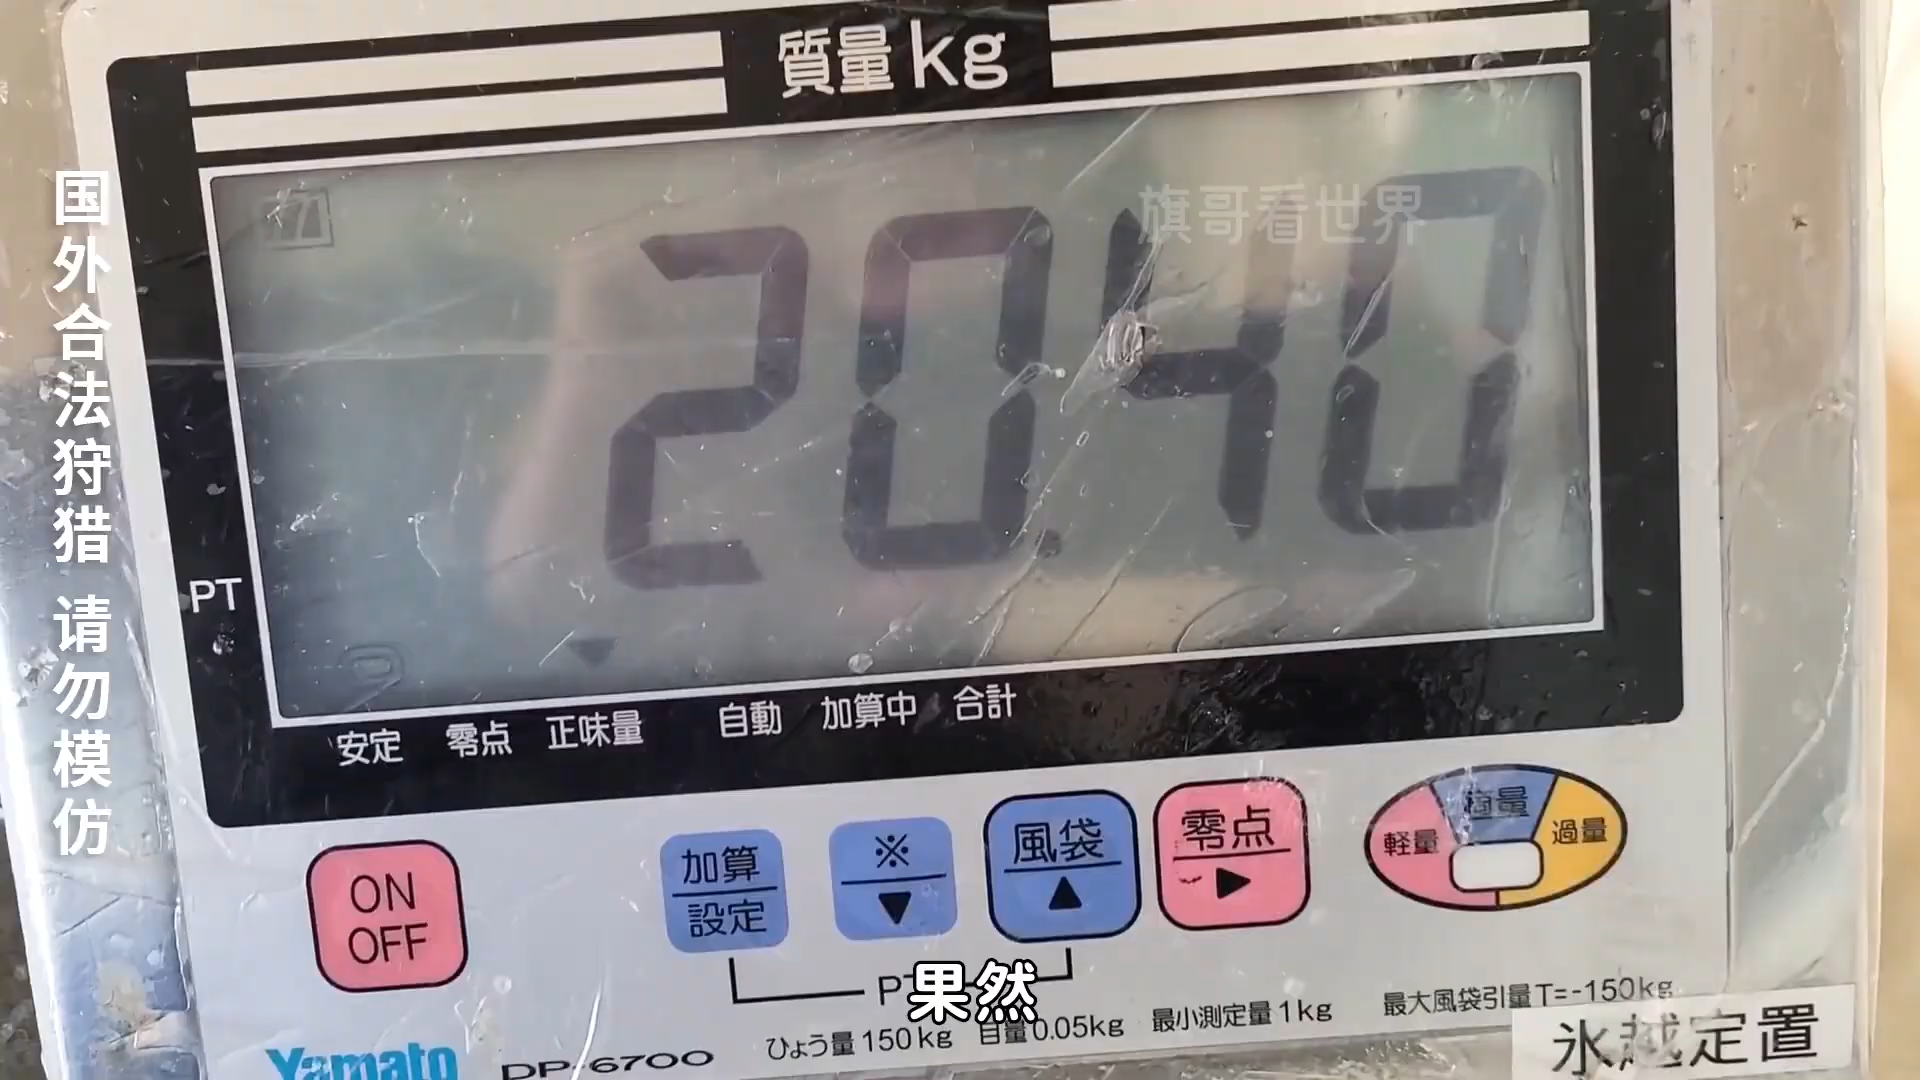 質量 kg
旗哥看世界
20.40
国外合法狩猎 请勿模仿
PT
安定 零点 正味量 自動 加算中 合計
ON
OFF
加算
設定
※
▼
風袋
▲
零点
▶
軽量 適量 過量
果然
ひょう量150kg 目量0.05kg 最小測定量1kg 最大風袋引量T=-150kg
Yamato DP-6700
氷越定置